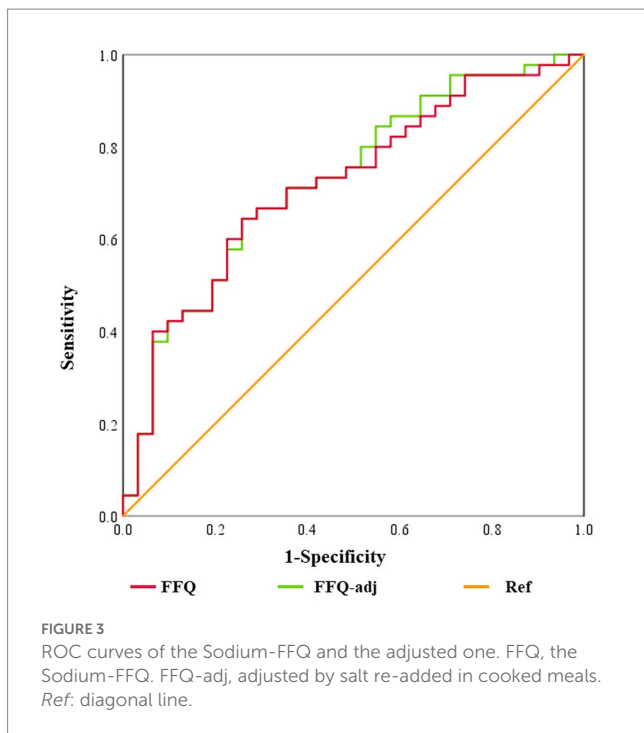 1.0
0.8
0.6
0.4
0.2
0.0
Sensitivity
0.0 0.2 0.4 0.6 0.8 1.0
1-Specificity
FFQ FFQ-adj Ref
FIGURE 3
ROC curves of the Sodium-FFQ and the adjusted one. FFQ, the
Sodium-FFQ. FFQ-adj, adjusted by salt re-added in cooked meals.
Ref: diagonal line.